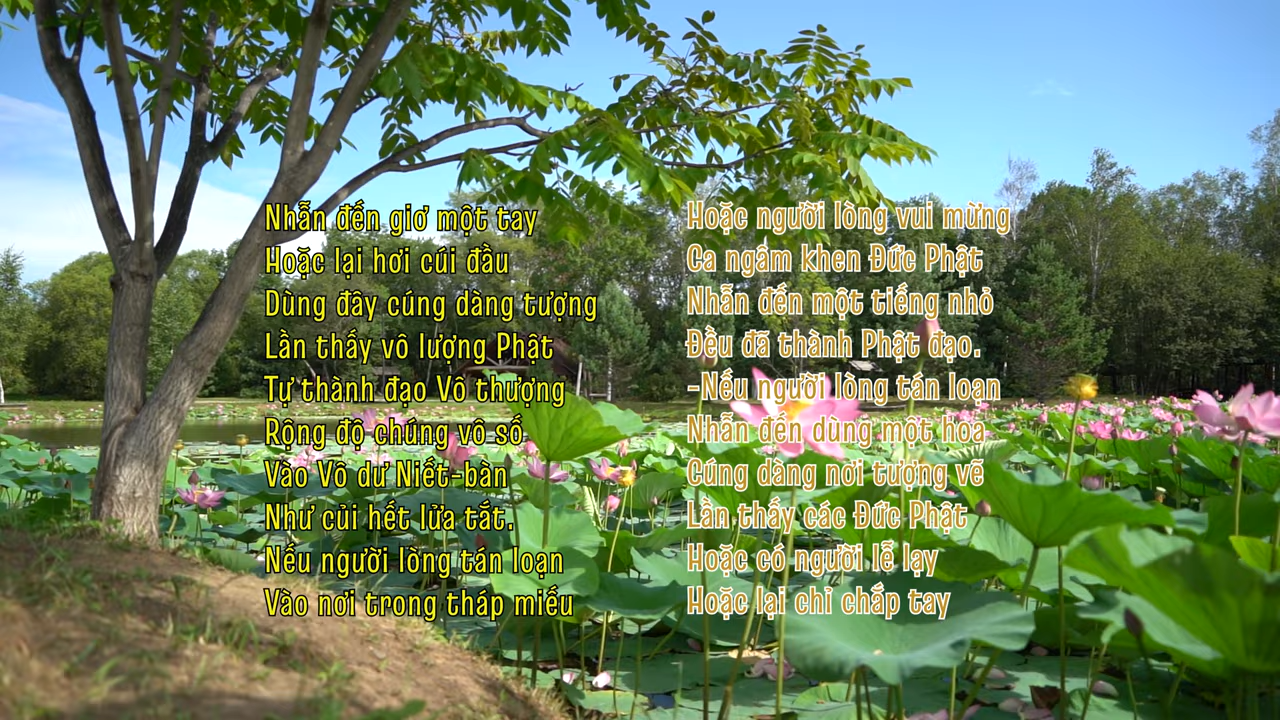 Nhẫn đến giơ một tay
Hoặc lại hơi cúi đầu
Dùng đây cúng dàng tượng
Lần thấy vô lượng Phật
Tự thành đạo Vô thượng
Rộng độ chúng vô số
Vào Vô dư Niết-bàn
Như củi hết lửa tắt.
Nếu người lòng tán loạn
Vào nơi trong tháp miếu
Hoặc người lòng vui mừng
Ca ngâm khen Đức Phật
Nhẫn đến một tiếng nhỏ
Đều đã thành Phật đạo.
-Nếu người lòng tán loạn
Nhẫn đến dùng một hoa
Cúng dàng nơi tượng vẽ
Lần thấy các Đức Phật
Hoặc có người lễ lạy
Hoặc lại chỉ chắp tay